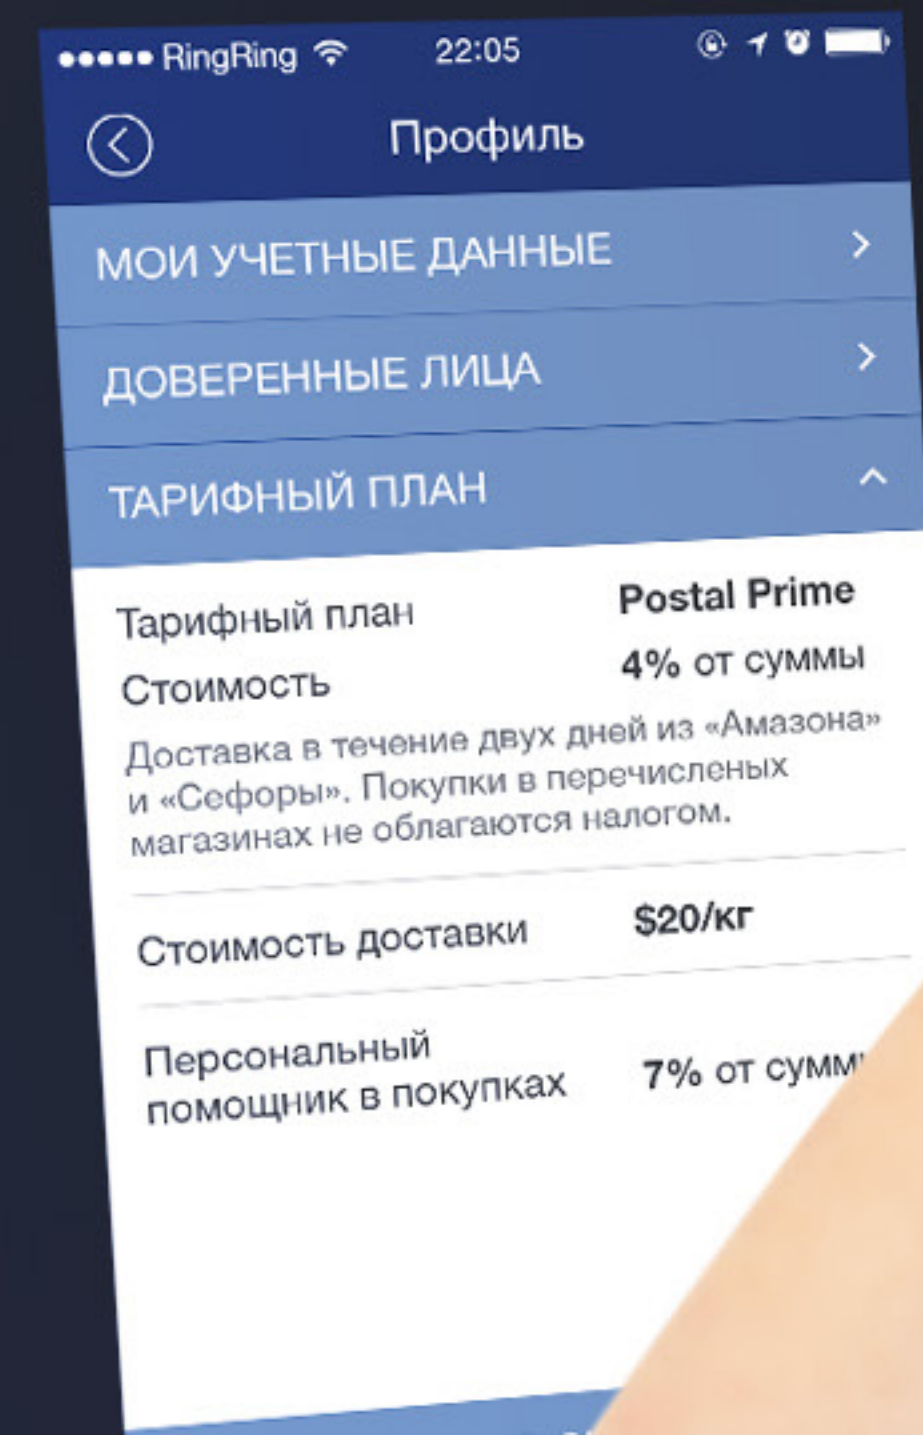 RingRing 22:05
Профиль
МОИ УЧЕТНЫЕ ДАННЫЕ
ДОВЕРЕННЫЕ ЛИЦА
ТАРИФНЫЙ ПЛАН
Тарифный план Postal Prime
Стоимость 4% от суммы
Доставка в течение двух дней из «Амазона»
и «Сефоры». Покупки в перечисленых
магазинах не облагаются налогом.
Стоимость доставки $20/кг
Персональный
помощник в покупках 7% от